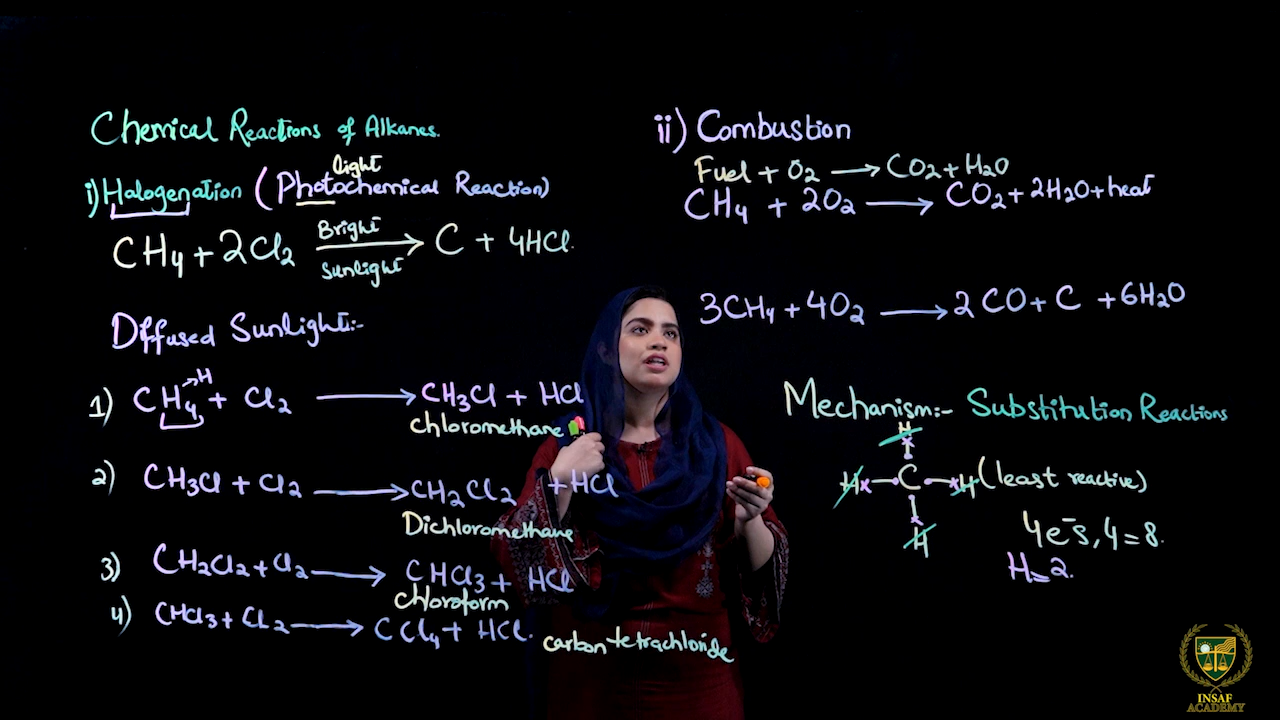 Chemical Reactions of Alkanes.
light
i) Halogenation (Photochemical Reaction)
Bright
CH₄ + 2Cl₂ ⟶ C + 4HCl.
Sunlight
Dffused Sunlight:-
H
1) CH₄ + Cl₂ ⟶ CH₃Cl + HCl
chloromethane
2) CH₃Cl + Cl₂ ⟶ CH₂Cl₂ + HCl
Dichloromethane
3) CH₂Cl₂ + Cl₂ ⟶ CHCl₃ + HCl
chloroform
4) CHCl₃ + CL₂ ⟶ CCl₄ + HCl.
carbontetrachloride
ii) Combustion
Fuel + O₂ ⟶ CO₂ + H₂O
CH₄ + 2O₂ ⟶ CO₂ + 2H₂O + heat
3CH₄ + 4O₂ ⟶ 2CO + C + 6H₂O
Mechanism:- Substitution Reactions
H
H C H (least reactive)
H
4e⁻s, 4 = 8.
H = 2.
INSAF
ACADEMY